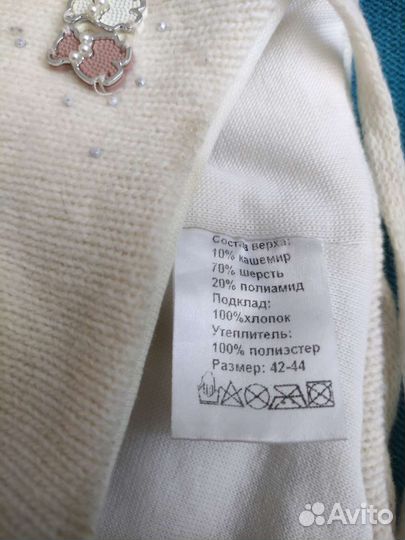 Состав верха:
10% кашемир
70% шерсть
20% полиамид
Подклад:
100%хлопок
Утеплитель:
100% полиэстер
Размер: 42-44
Avito